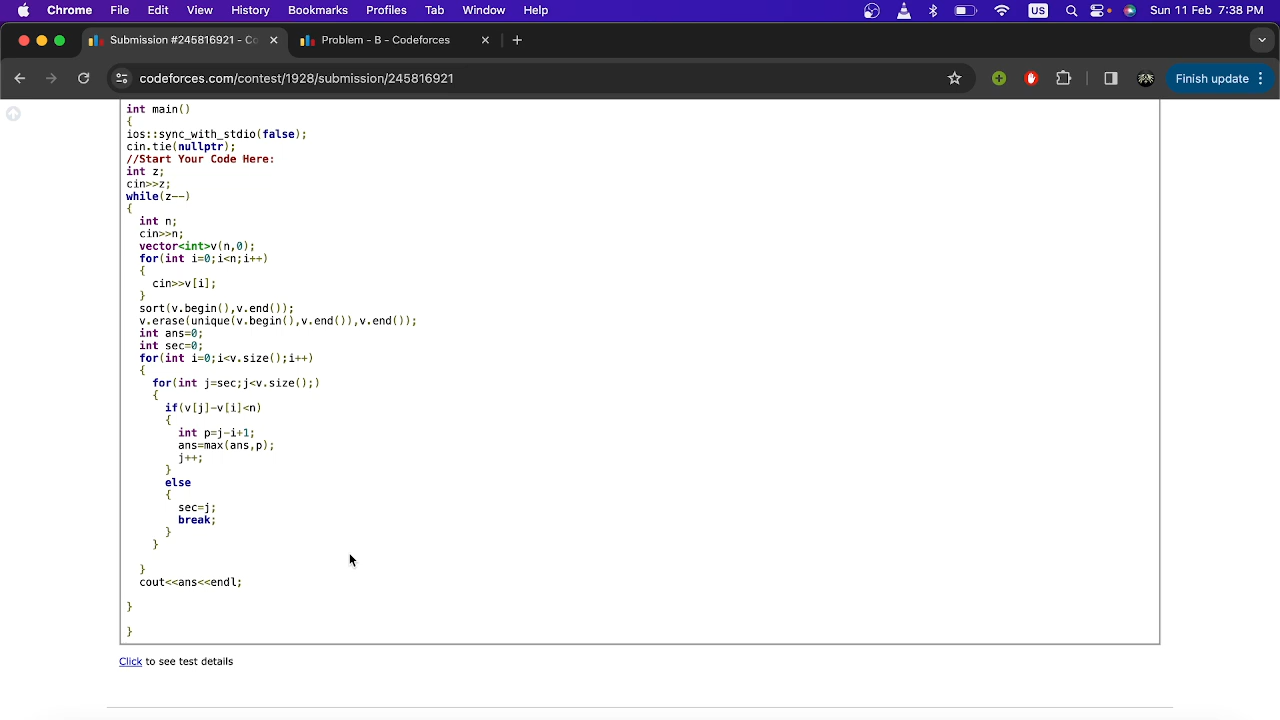 Chrome File Edit View History Bookmarks Profiles Tab Window Help US Sun 11 Feb 7:38 PM
Submission #245816921 - Co Problem - B - Codeforces
codeforces.com/contest/1928/submission/245816921 Finish update
int main()
{
ios::sync_with_stdio(false);
cin.tie(nullptr);
//Start Your Code Here:
int z;
cin>>z;
while(z--)
{
int n;
cin>>n;
vector<int>v(n,0);
for(int i=0;i<n;i++)
{
cin>>v[i];
}
sort(v.begin(),v.end());
v.erase(unique(v.begin(),v.end()),v.end());
int ans=0;
int sec=0;
for(int i=0;i<v.size();i++)
{
for(int j=sec;j<v.size();)
{
if(v[j]-v[i]<n)
{
int p=j-i+1;
ans=max(ans,p);
j++;
}
else
{
sec=j;
break;
}
}
}
cout<<ans<<endl;
}
}
Click to see test details